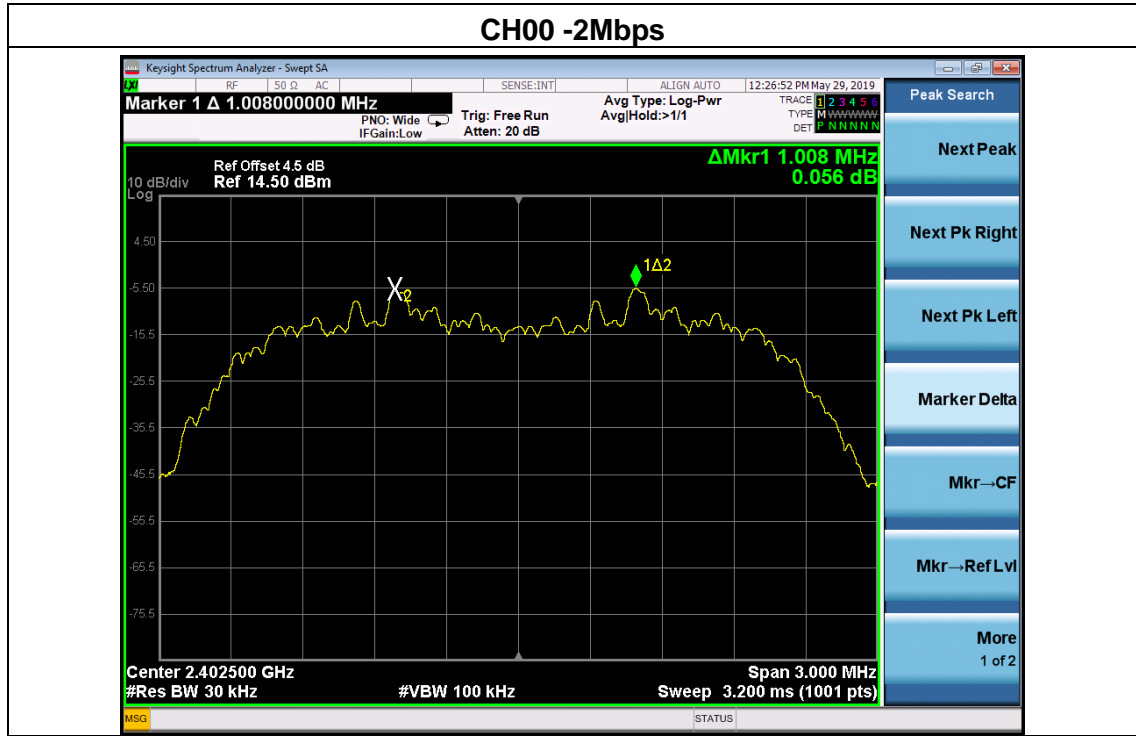 CH00 -2Mbps
Keysight Spectrum Analyzer - Swept SA
LXI RF 50 Ω AC SENSE:INT ALIGN AUTO 12:26:52 PM May 29, 2019
Marker 1 Δ 1.008000000 MHz
PNO: Wide
IFGain:Low
Trig: Free Run
Atten: 20 dB
Avg Type: Log-Pwr
Avg|Hold:>1/1
TRACE 1 2 3 4 5 6
TYPE M WWWWW
DET P N N N N N
Ref Offset 4.5 dB
10 dB/div Ref 14.50 dBm
Log
ΔMkr1 1.008 MHz
0.056 dB
4.50
-5.50
-15.5
-25.5
-35.5
-45.5
-55.5
-65.5
-75.5
X2
1Δ2
Center 2.402500 GHz Span 3.000 MHz
#Res BW 30 kHz #VBW 100 kHz Sweep 3.200 ms (1001 pts)
MSG STATUS
Peak Search
Next Peak
Next Pk Right
Next Pk Left
Marker Delta
Mkr→CF
Mkr→Ref Lvl
More
1 of 2